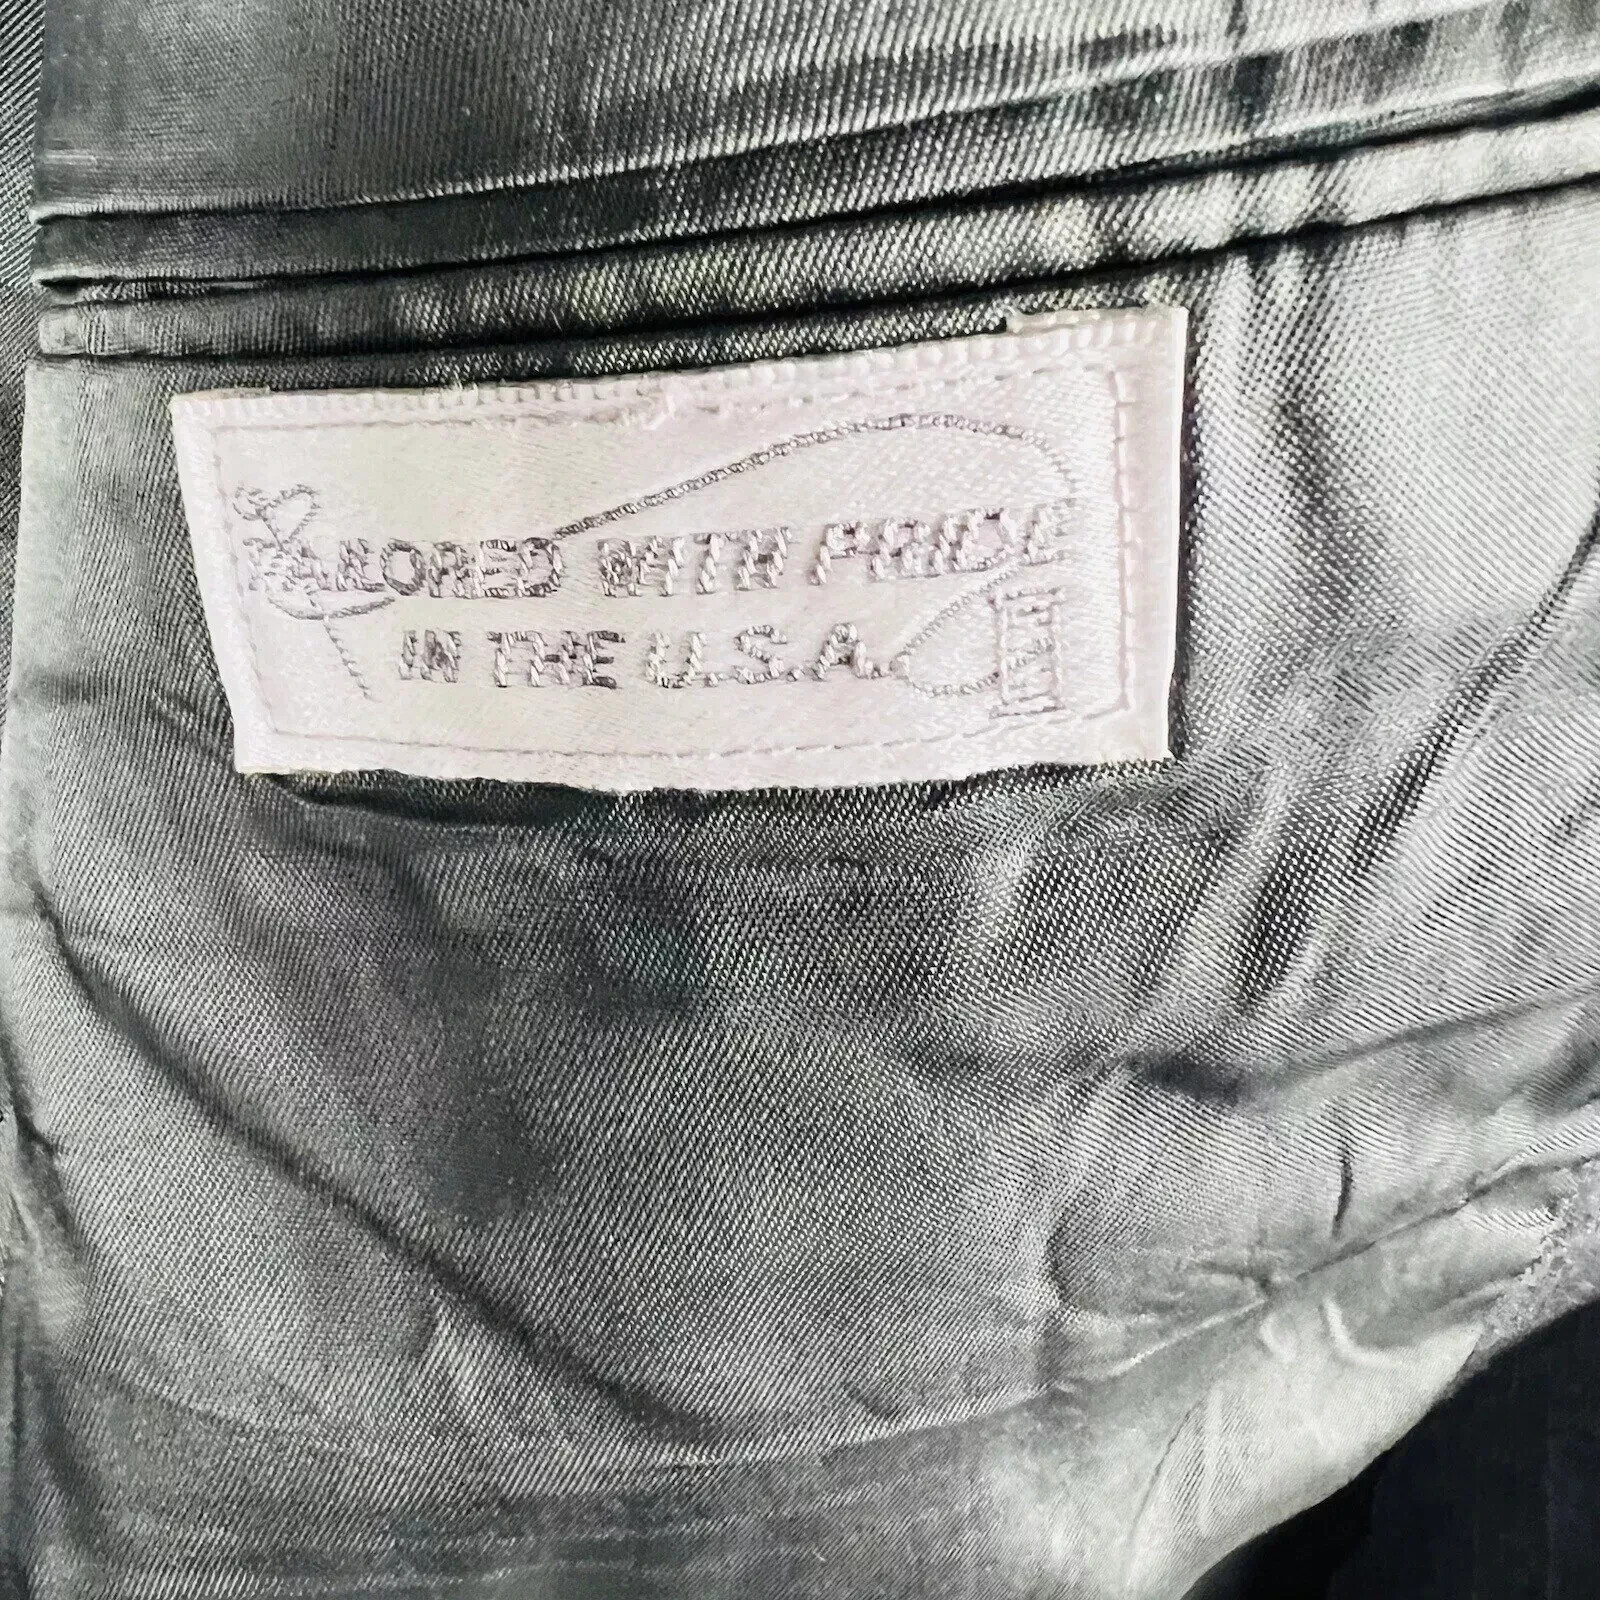 TAILORED WITH PRIDE
IN THE U.S.A.